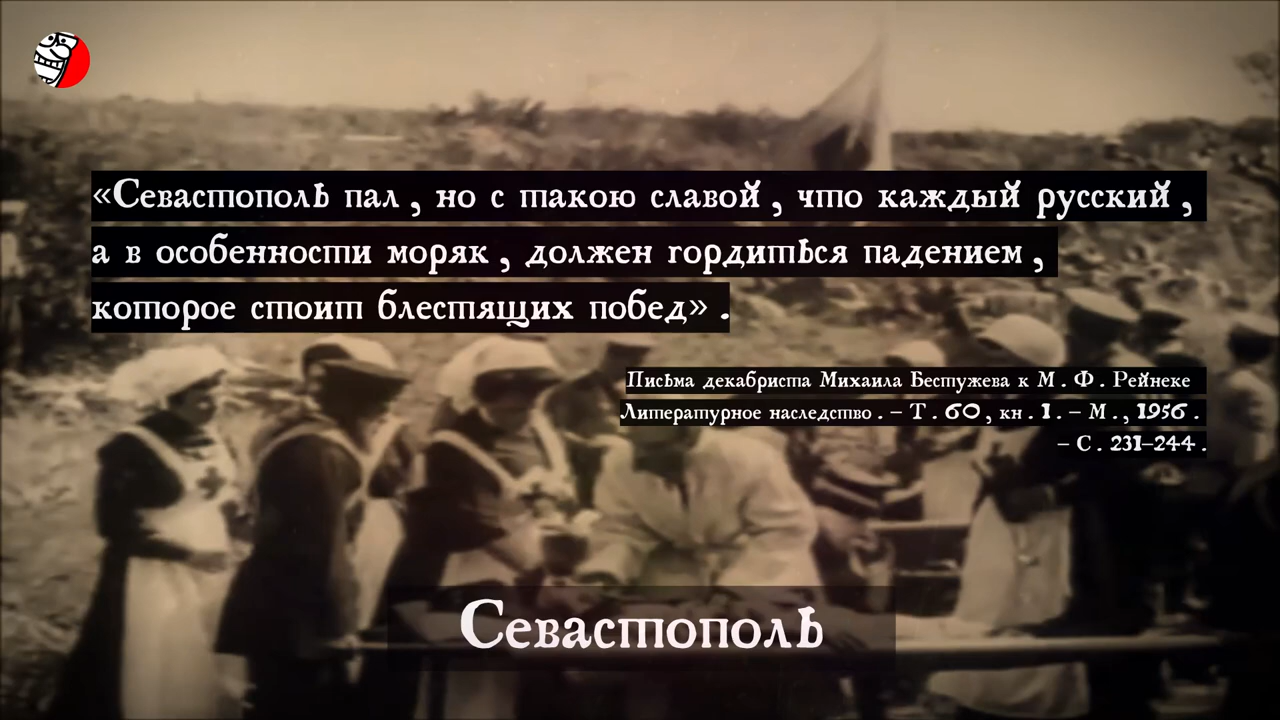 «Севастополь пал, но с такою славой, что каждый русский,
а в особенности моряк, должен гордиться падением,
которое стоит блестящих побед».
Письма декабриста Михаила Бестужева к М. Ф. Рейнеке
Литературное наследство. – Т. 60, кн. 1. – М., 1956.
– С. 231–244.
Севастополь